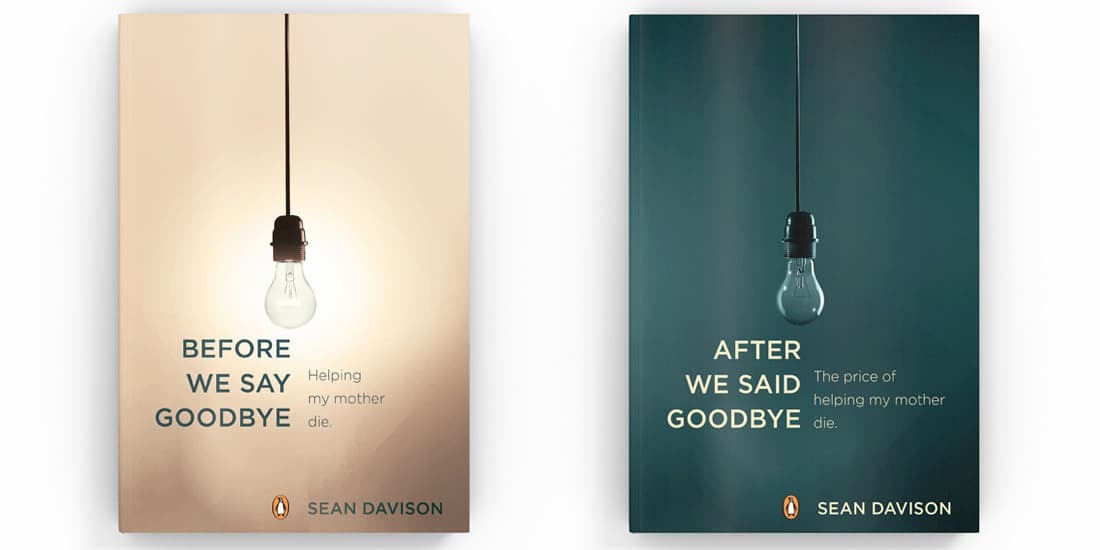 BEFORE
WE SAY
GOODBYE
Helping
my mother
die.
SEAN DAVISON
AFTER
WE SAID
GOODBYE
The price of
helping my mother
die.
SEAN DAVISON